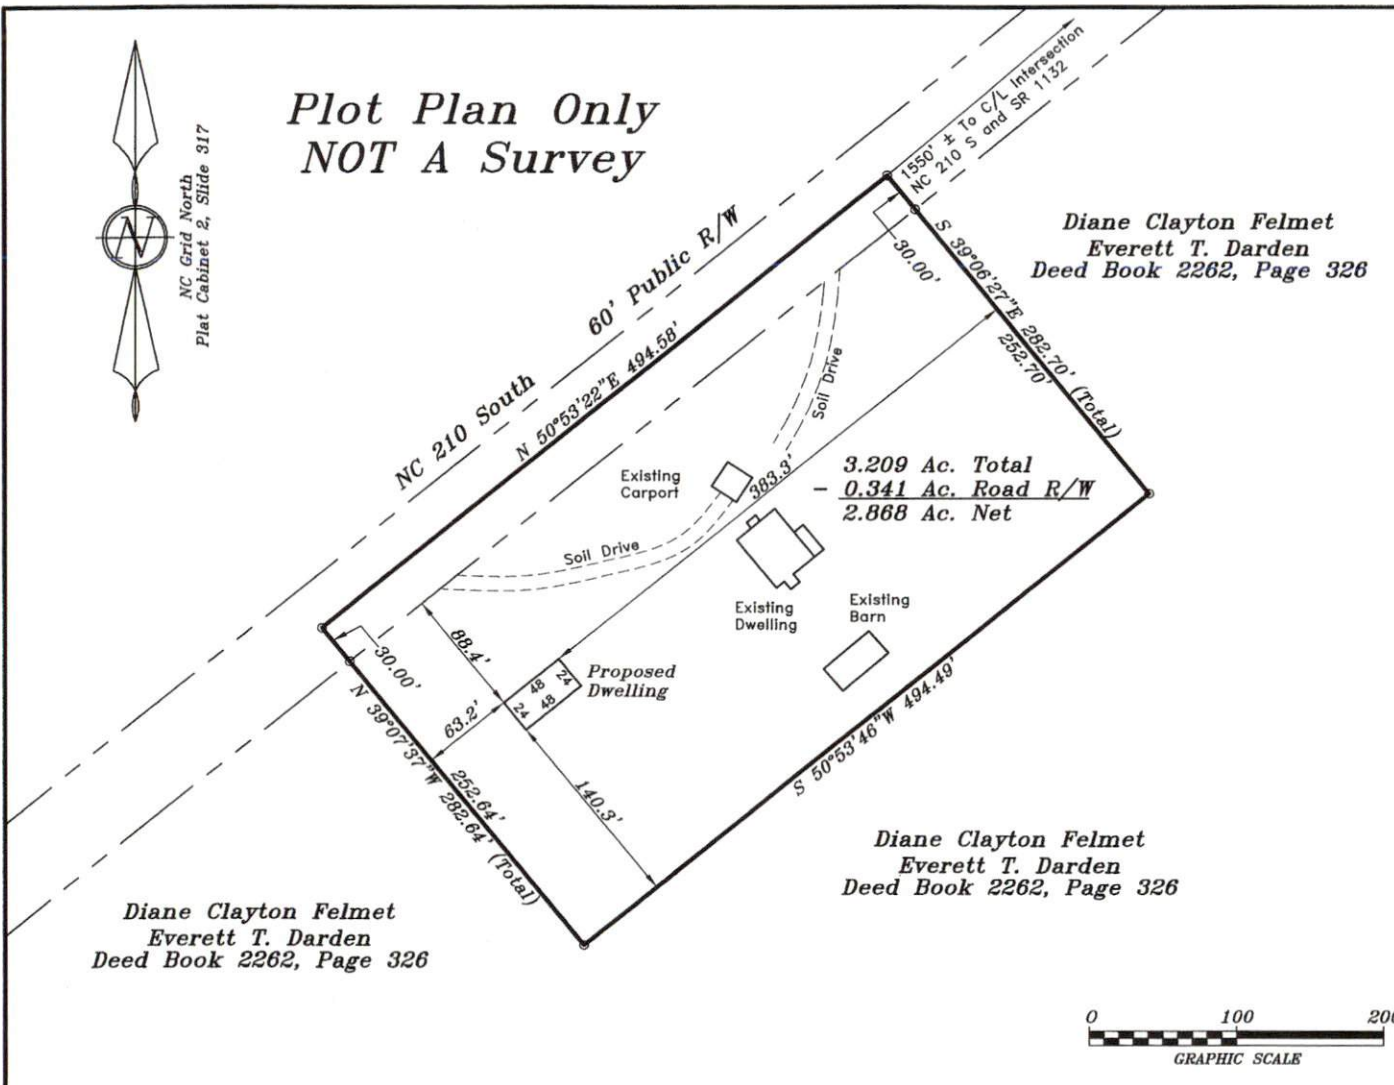 Plot Plan Only
NOT A Survey
N
NC Grid North
Plat Cabinet 2, Slide 317
1550' ± To C/L Intersection
NC 210 S and SR 1132
NC 210 South
60' Public R/W
N 50°53'22"E 494.58'
30.00'
S 39°06'27"E 282.70' (Total)
252.70'
Diane Clayton Felmet
Everett T. Darden
Deed Book 2262, Page 326
Soil Drive
Existing
Carport
383.3'
3.209 Ac. Total
- 0.341 Ac. Road R/W
2.868 Ac. Net
Soil Drive
Existing
Dwelling
Existing
Barn
88.4'
30.00'
48
24
24
48
Proposed
Dwelling
63.2'
N 39°07'37"W 282.64' (Total)
252.64'
140.3'
S 50°53'46"W 494.49'
Diane Clayton Felmet
Everett T. Darden
Deed Book 2262, Page 326
Diane Clayton Felmet
Everett T. Darden
Deed Book 2262, Page 326
0 100 200
GRAPHIC SCALE